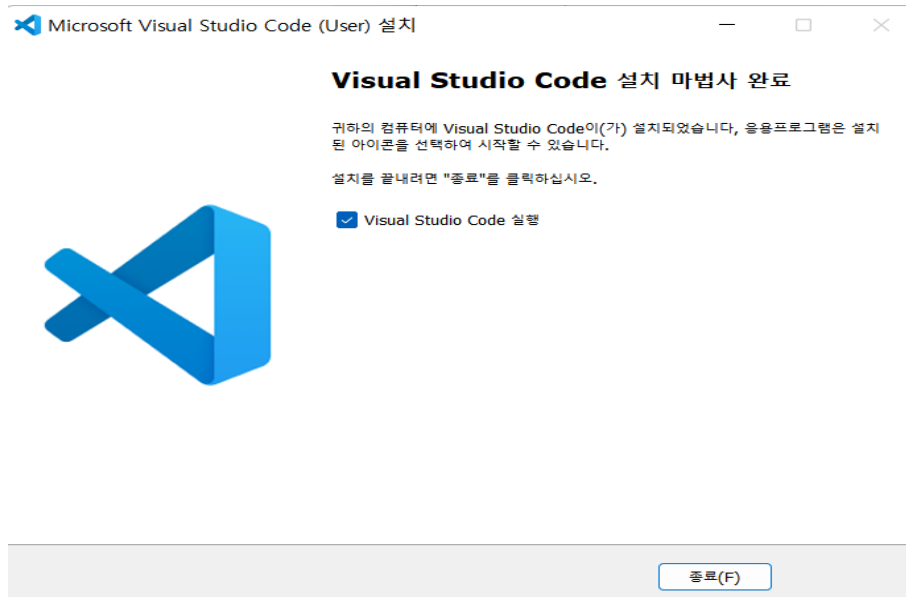 Microsoft Visual Studio Code (User) 설치
Visual Studio Code 설치 마법사 완료
귀하의 컴퓨터에 Visual Studio Code이(가) 설치되었습니다, 응용프로그램은 설치
된 아이콘을 선택하여 시작할 수 있습니다.
설치를 끝내려면 "종료"를 클릭하십시오.
Visual Studio Code 실행
종료(F)